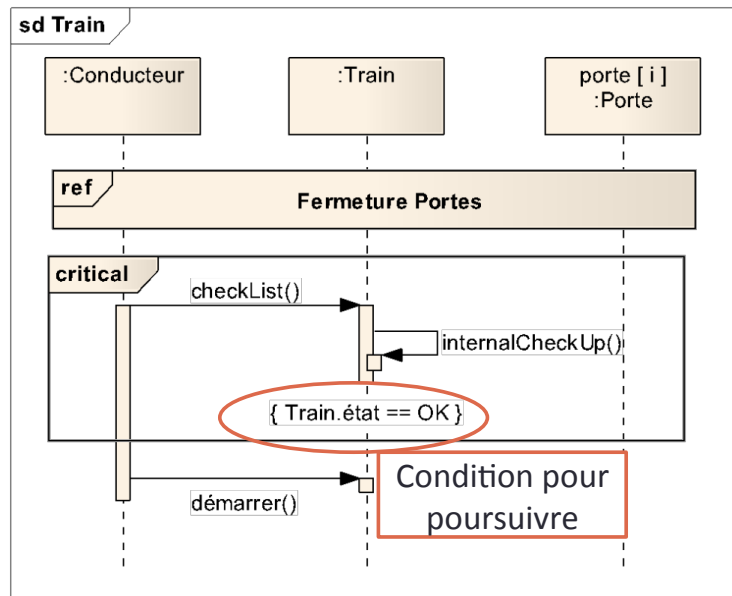 sd Train
:Conducteur
:Train
porte [ i ]
:Porte
ref
Fermeture Portes
critical
checkList()
internalCheckUp()
{ Train.état == OK }
démarrer()
Condition pour
poursuivre